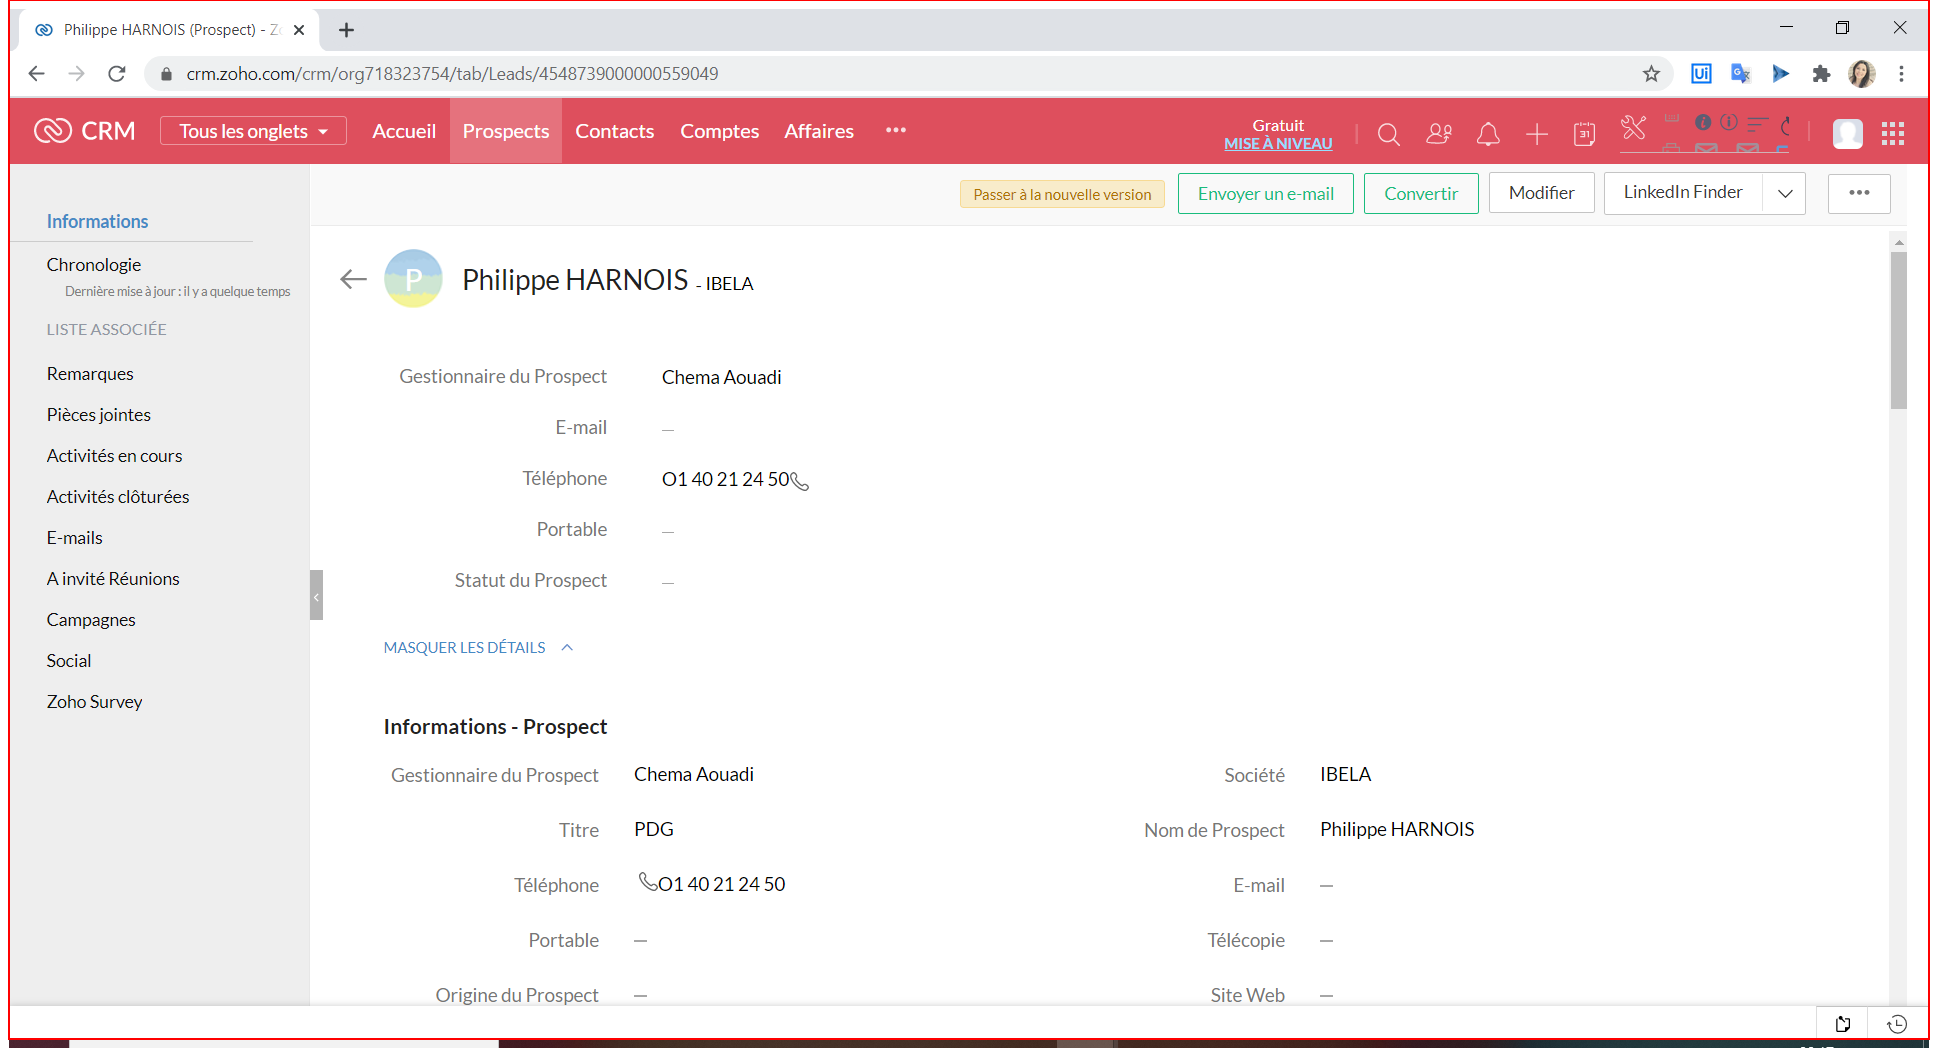 Philippe HARNOIS (Prospect) - Zo
crm.zoho.com/crm/org718323754/tab/Leads/4548739000000559049
Ui
CRM
Tous les onglets
Accueil
Prospects
Contacts
Comptes
Affaires
Gratuit
MISE À NIVEAU
31
Passer à la nouvelle version
Envoyer un e-mail
Convertir
Modifier
LinkedIn Finder
Informations
Chronologie
Dernière mise à jour : il y a quelque temps
LISTE ASSOCIÉE
Remarques
Pièces jointes
Activités en cours
Activités clôturées
E-mails
A invité Réunions
Campagnes
Social
Zoho Survey
P
Philippe HARNOIS - IBELA
Gestionnaire du Prospect Chema Aouadi
E-mail —
Téléphone O1 40 21 24 50
Portable —
Statut du Prospect —
MASQUER LES DÉTAILS
Informations - Prospect
Gestionnaire du Prospect Chema Aouadi Société IBELA
Titre PDG Nom de Prospect Philippe HARNOIS
Téléphone O1 40 21 24 50 E-mail —
Portable — Télécopie —
Origine du Prospect — Site Web —